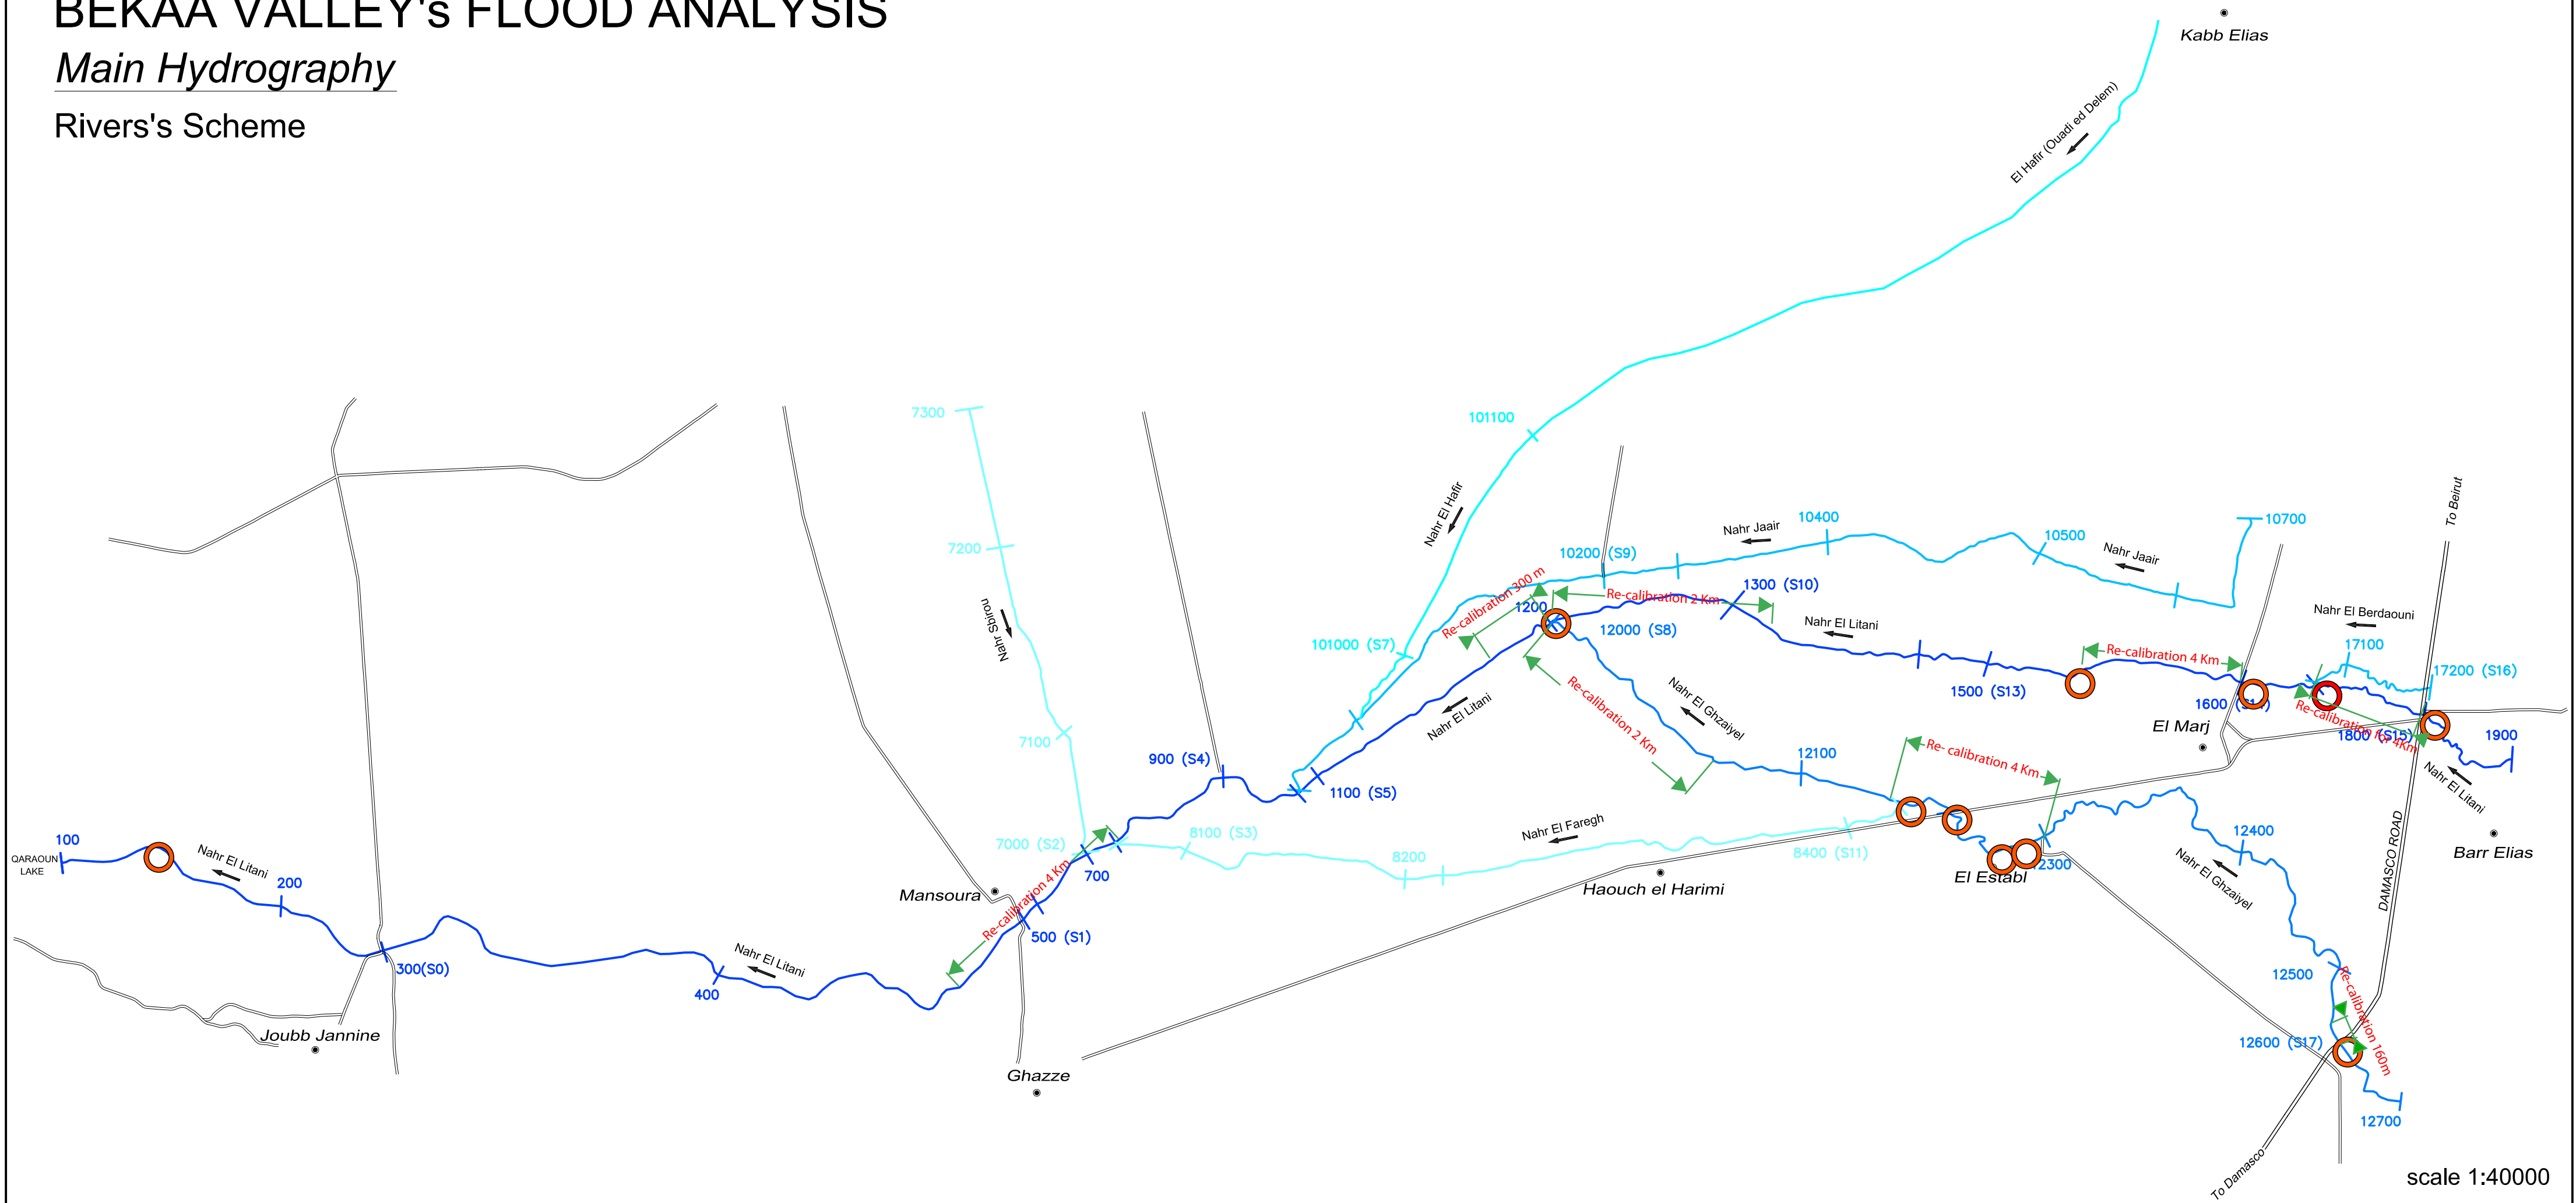 BEKAA VALLEY's FLOOD ANALYSIS
Main Hydrography
Rivers's Scheme
Kabb Elias
El Hafir (Ouadi ed Delem)
7300
101100
To Beirut
Nahr El Hafir
7200
Nahr Jaair
10400
10700
10500
10200 (S9)
Nahr Jaair
Re-calibration 300 m
1300 (S10)
Re-calibration 2 Km
1200
Nahr Sbirou
Nahr El Berdaouni
Nahr El Litani
12000 (S8)
101000 (S7)
17100
Re-calibration 4 Km
17200 (S16)
1500 (S13)
Nahr El Ghzaiyel
Re-calibration 2 Km
Nahr El Litani
1600
Re-calibration for 4Km
El Marj
1800 (S15)
1900
7100
900 (S4)
12100
Re- calibration 4 Km
Nahr El Litani
1100 (S5)
Nahr El Faregh
8100 (S3)
7000 (S2)
12400
100
QARAOUN
LAKE
Nahr El Litani
8200
8400 (S11)
Barr Elias
DAMASCO ROAD
700
Haouch el Harimi
El Establ
2300
Nahr El Ghzaiyel
200
Mansoura
Re-calibration 4 Km
500 (S1)
Nahr El Litani
300(S0)
400
12500
Re-calibration 160m
Joubb Jannine
12600 (S17)
Ghazze
12700
To Damasco
scale 1:40000